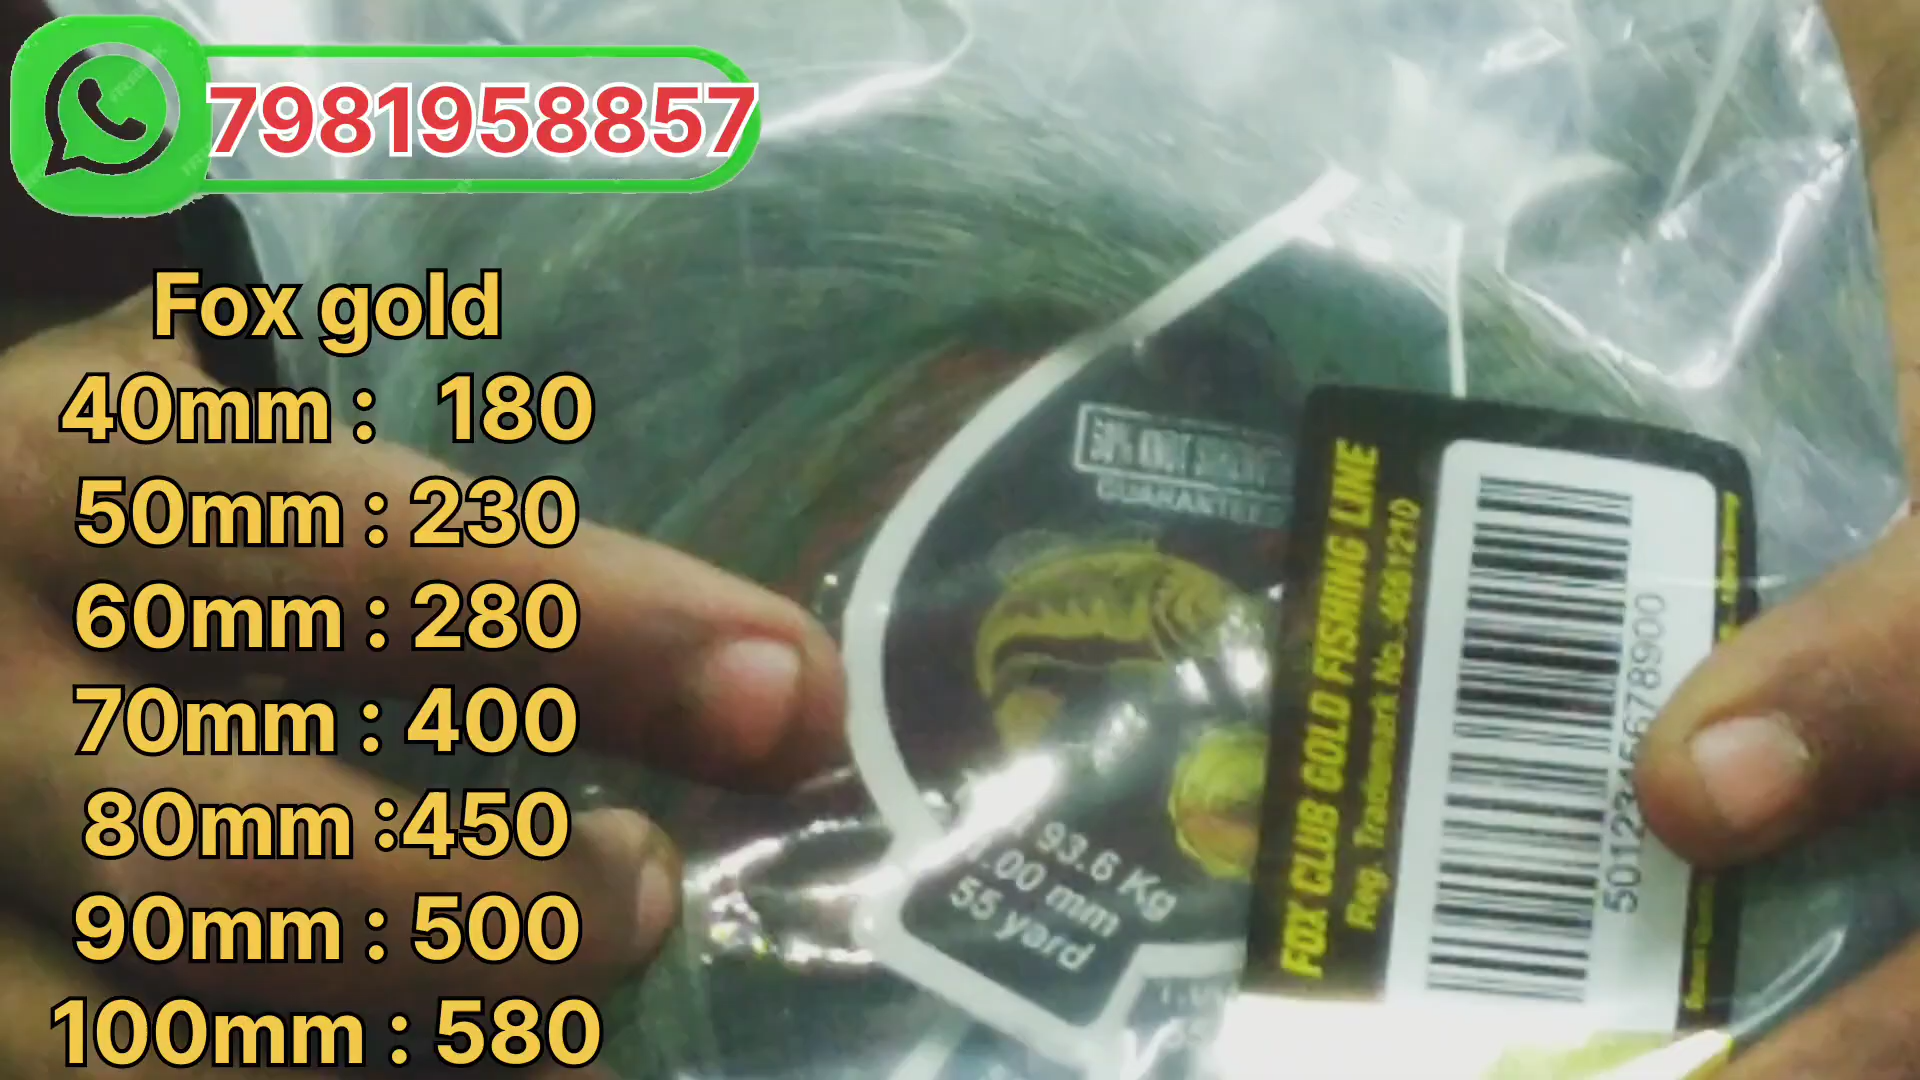 7981958857
Fox gold
40mm : 180
50mm : 230
60mm : 280
70mm : 400
80mm :450
90mm : 500
100mm : 580
GUARANTEED
93.6 Kg
.00 mm
55 yard
FOX CLUB GOLD FISHING LINE
Reg. Trademark No.
5012345678900